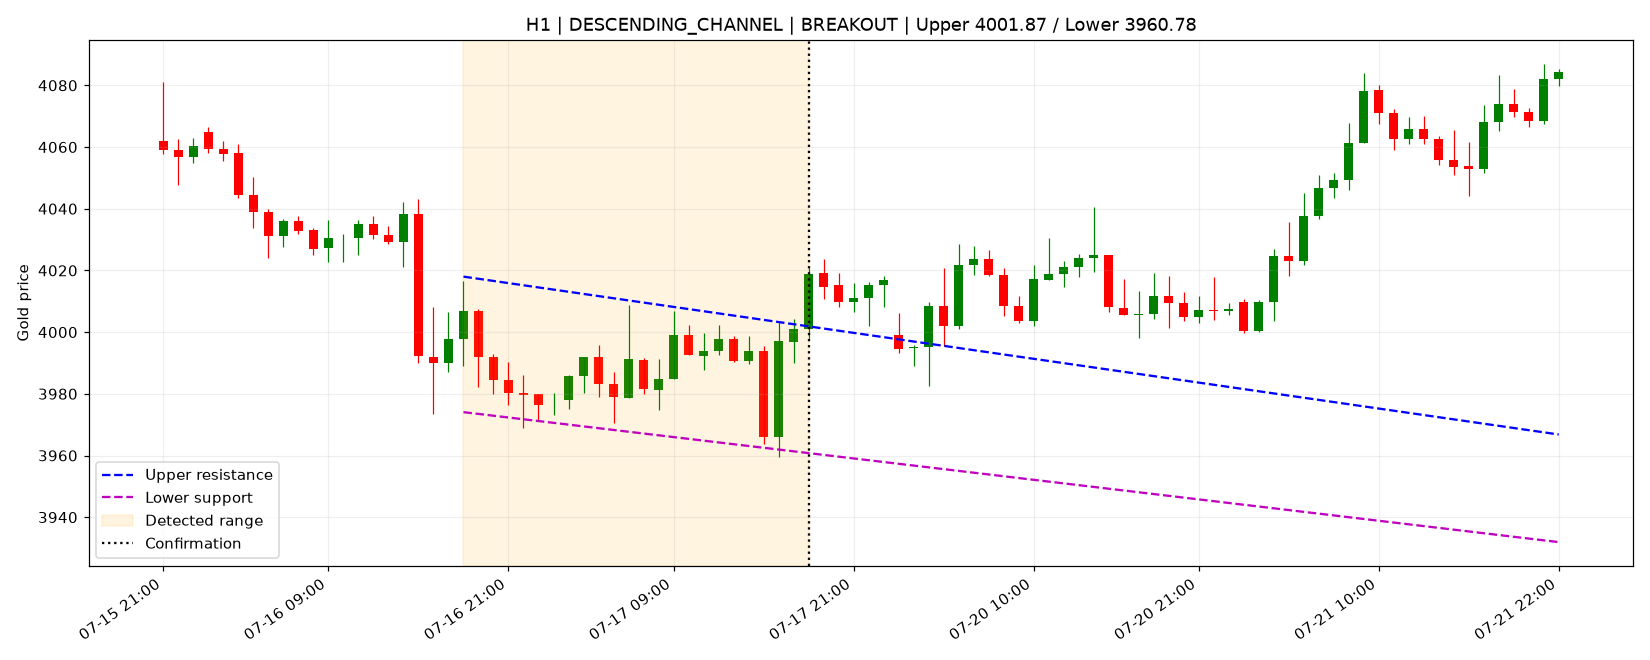 H1 | DESCENDING_CHANNEL | BREAKOUT | Upper 4001.87 / Lower 3960.78
Gold price
4080
4060
4040
4020
4000
3980
3960
3940
Upper resistance
Lower support
Detected range
Confirmation
07-15 21:00
07-16 09:00
07-16 21:00
07-17 09:00
07-17 21:00
07-20 10:00
07-20 21:00
07-21 10:00
07-21 22:00